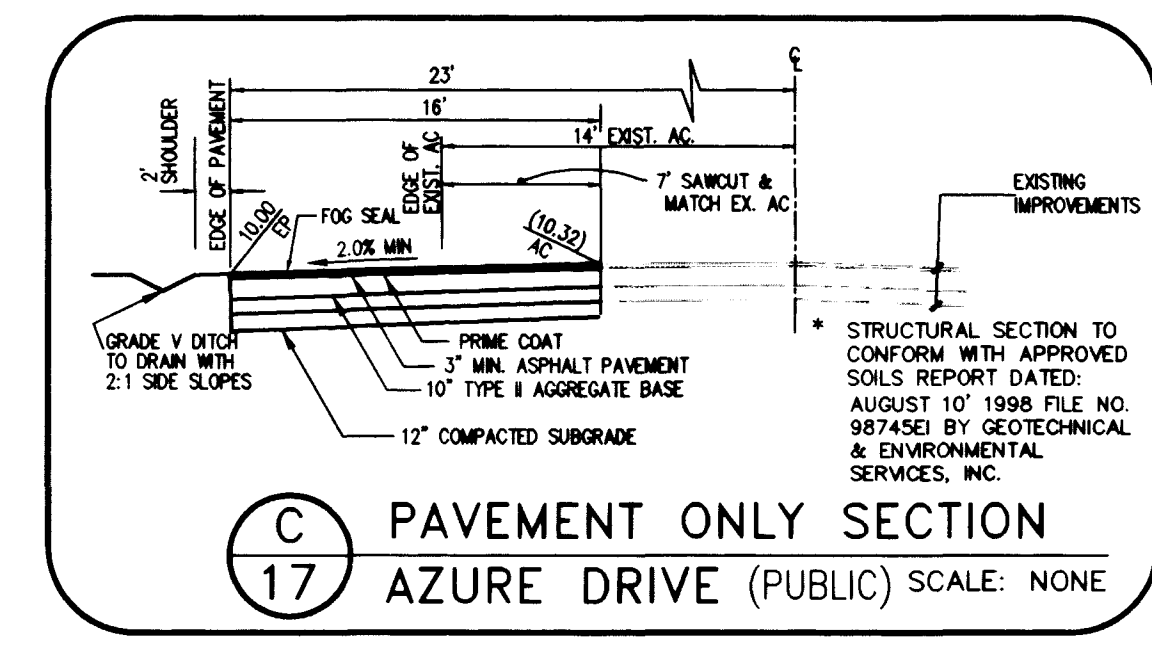 ℄
23'
16'
14' EXIST. AC.
2'
SHOULDER
EDGE OF PAVEMENT
EDGE OF
EXIST. AC
7' SAWCUT &
MATCH EX. AC
EXISTING
IMPROVEMENTS
10.00
EP
FOG SEAL
2.0% MIN
(10.32)
AC
GRADE V DITCH
TO DRAIN WITH
2:1 SIDE SLOPES
PRIME COAT
3" MIN. ASPHALT PAVEMENT
10" TYPE II AGGREGATE BASE
12" COMPACTED SUBGRADE
* STRUCTURAL SECTION TO
CONFORM WITH APPROVED
SOILS REPORT DATED:
AUGUST 10' 1998 FILE NO.
98745EI BY GEOTECHNICAL
& ENVIRONMENTAL
SERVICES, INC.
C
17
PAVEMENT ONLY SECTION
AZURE DRIVE (PUBLIC) SCALE: NONE